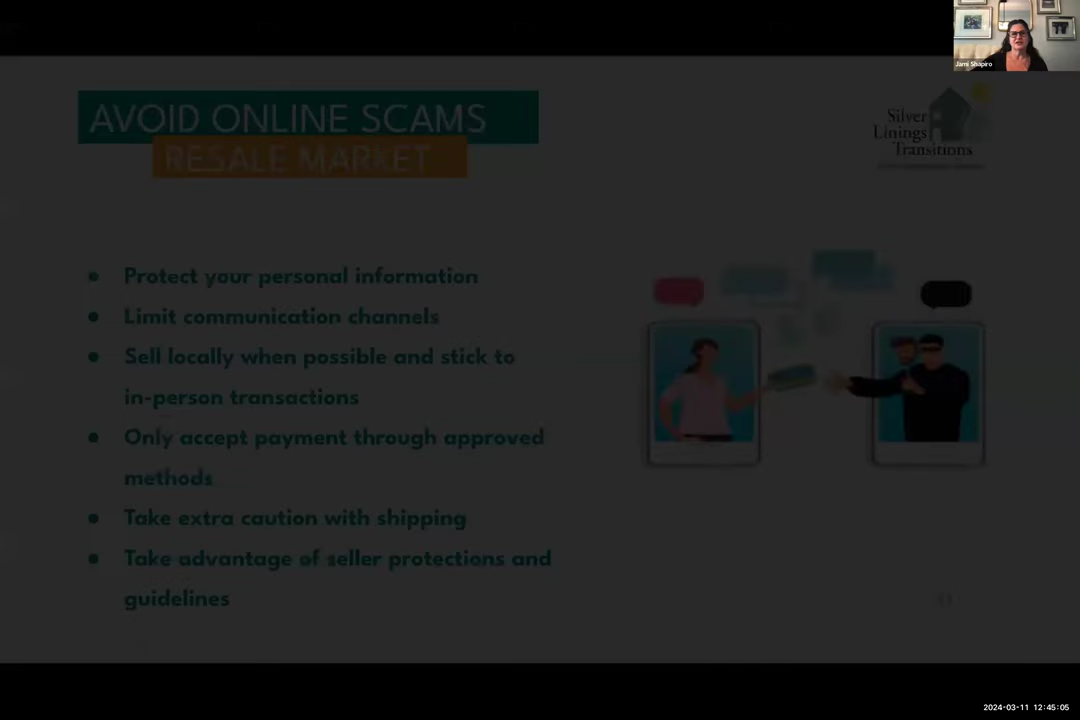 Jami Shapiro
AVOID ONLINE SCAMS
RESALE MARKET
Silver
Linings
Transitions
• Protect your personal information
• Limit communication channels
• Sell locally when possible and stick to
in-person transactions
• Only accept payment through approved
methods
• Take extra caution with shipping
• Take advantage of seller protections and
guidelines
2024-03-11 12:45:05